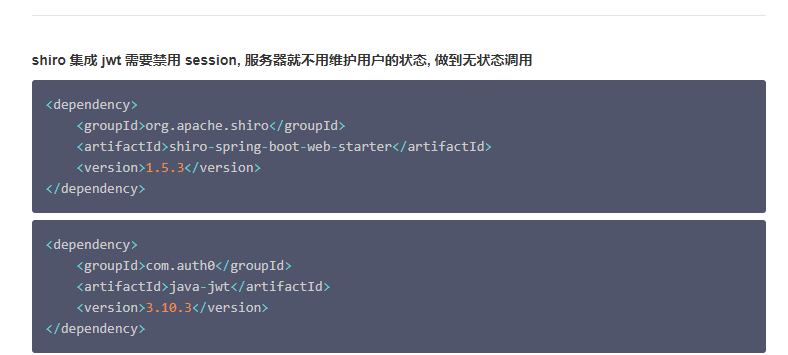 shiro 集成 jwt 需要禁用 session, 服务器就不用维护用户的状态, 做到无状态调用
<dependency>
    <groupId>org.apache.shiro</groupId>
    <artifactId>shiro-spring-boot-web-starter</artifactId>
    <version>1.5.3</version>
</dependency>
<dependency>
    <groupId>com.auth0</groupId>
    <artifactId>java-jwt</artifactId>
    <version>3.10.3</version>
</dependency>